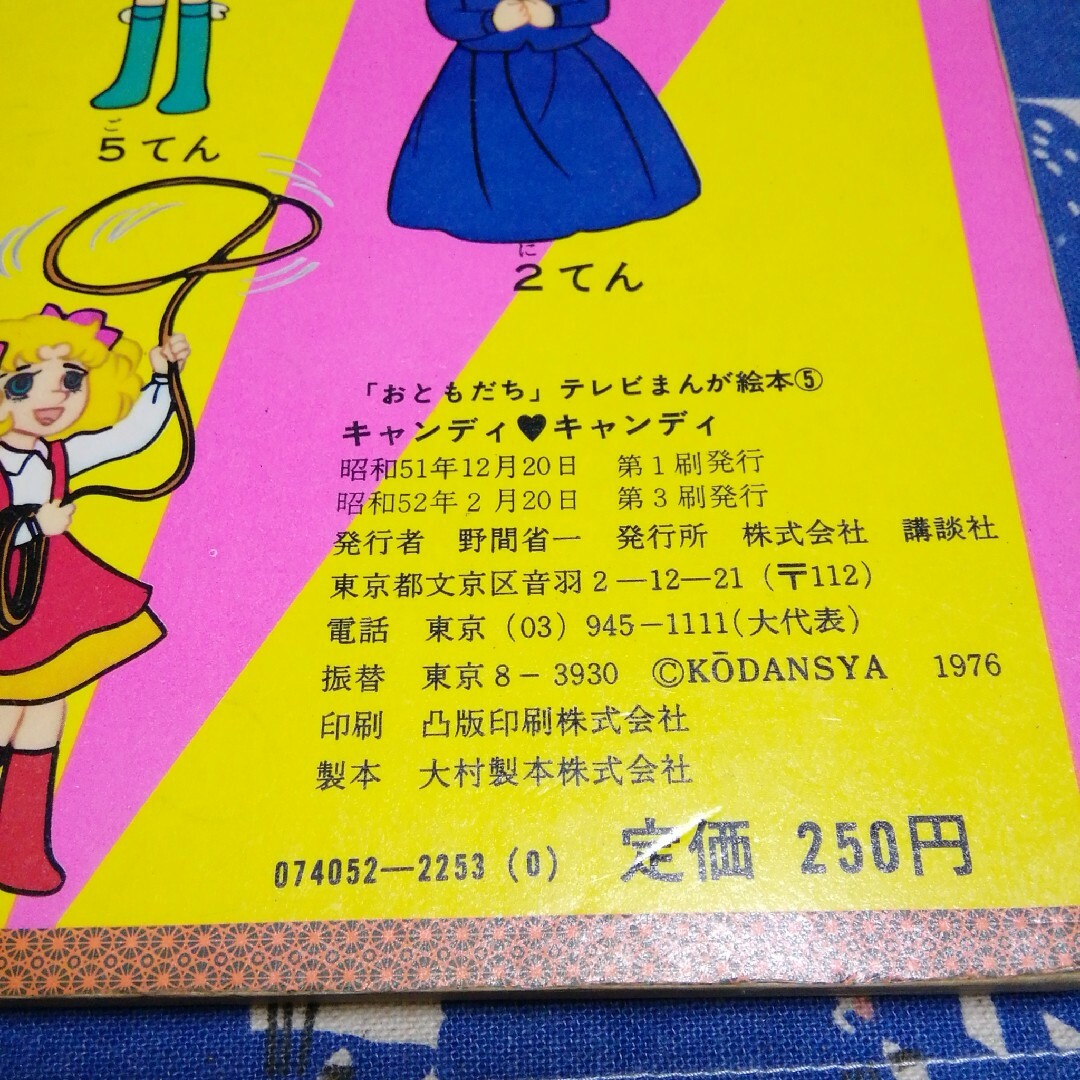 ご
5てん
に
2てん
「おともだち」テレビまんが絵本⑤
キャンディ♥キャンディ
昭和51年12月20日　第1刷発行
昭和52年2月20日　第3刷発行
発行者　野間省一　発行所　株式会社　講談社
東京都文京区音羽2—12—21（〒112）
電話　東京（03）945−1111（大代表）
振替　東京8−3930　©KŌDANSYA　1976
印刷　凸版印刷株式会社
製本　大村製本株式会社
074052—2253（0）　定価　250円